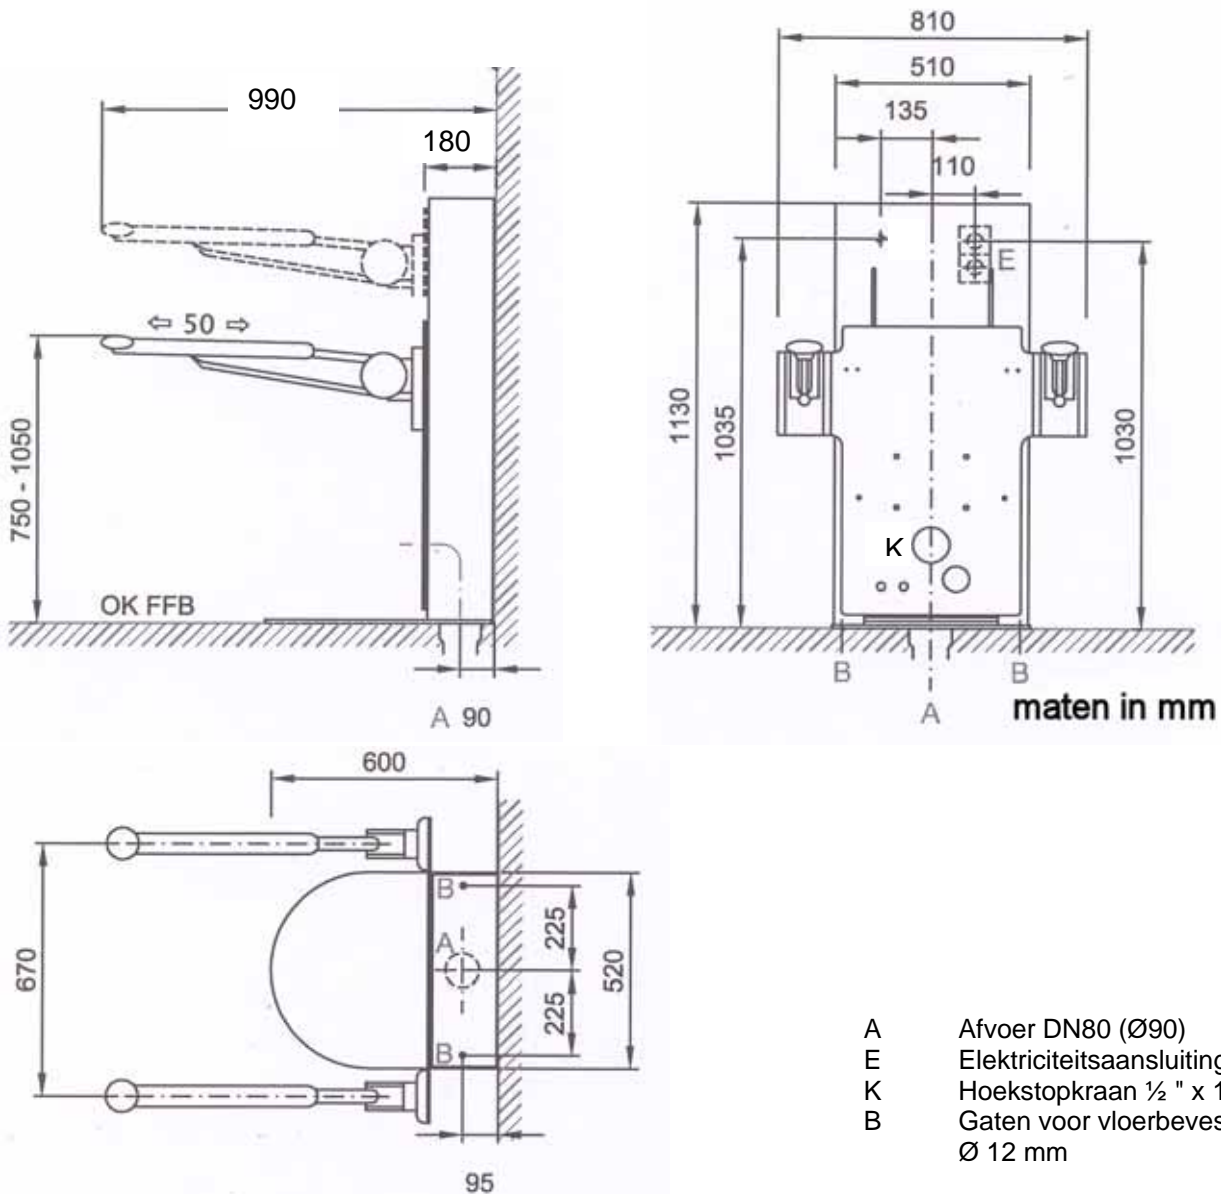 990
180
50
750 - 1050
OK FFB
A 90
810
510
135
110
E
1130
1035
1030
K
B
B
A
maten in mm
600
B
A
B
225
225
520
670
95
A Afvoer DN80 (Ø90)
E Elektriciteitsaansluiting
K Hoekstopkraan ½ " x 1
B Gaten voor vloerbeves
Ø 12 mm